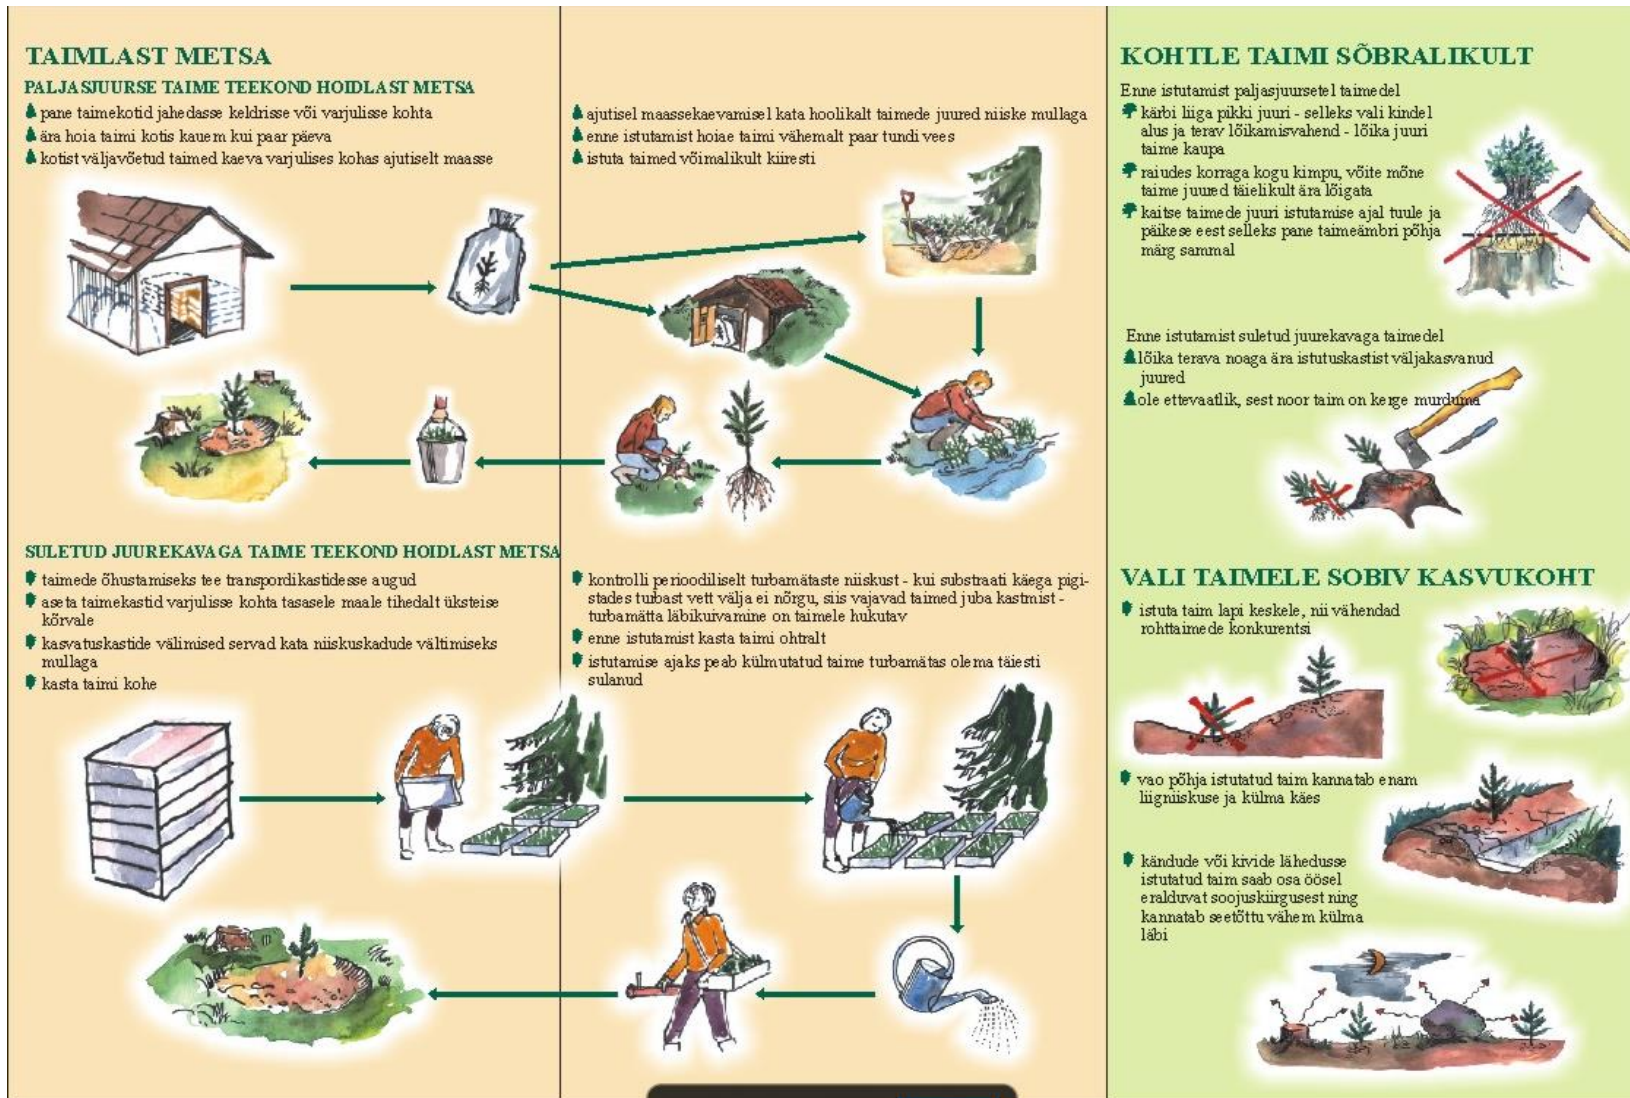 TAIMLAST METSA
PALJASJUURSE TAIME TEEKOND HOIDLAST METSA
pane taimekotid jahedasse keldrisse või varjulisse kohta
ära hoia taimi kotis kauem kui paar päeva
kotist väljavõetud taimed kaeva varjulises kohas ajutiselt maasse
ajutisel maassekaevamisel kata hoolikalt taimede juured niiske mullaga
enne istutamist hoiae taimi vähemalt paar tundi vees
istuta taimed võimalikult kiiresti
SULETUD JUUREKAVAGA TAIME TEEKOND HOIDLAST METSA
taimede õhustamiseks tee transpordikastidesse augud
aseta taimekastid varjulisse kohta tasasele maale tihedalt üksteise
kõrvale
kasvatuskastide välimised servad kata niiskuskadude vältimiseks
mullaga
kasta taimi kohe
kontrolli perioodiliselt turbamätaste niiskust - kui substraati käega pigi-
stades turbast vett välja ei nõrgu, siis vajavad taimed juba kastmist -
turbamätta läbikuivamine on taimele hukutav
enne istutamist kasta taimi ohtralt
istutamise ajaks peab külmutatud taime turbamätas olema täiesti
sulanud
KOHTLE TAIMI SÕBRALIKULT
Enne istutamist paljasjuursetel taimedel
kärbi liiga pikki juuri - selleks vali kindel
alus ja terav lõikamisvahend - lõika juuri
taime kaupa
raiudes korraga kogu kimpu, võite mõne
taime juured täielikult ära lõigata
kaitse taimede juuri istutamise ajal tuule ja
päikese eest selleks pane taimeämbri põhja
märg sammal
Enne istutamist suletud juurekavaga taimedel
lõika terava noaga ära istutuskastist väljakasvanud
juured
ole ettevaatlik, sest noor taim on kerge murduma
VALI TAIMELE SOBIV KASVUKOHT
istuta taim lapi keskele, nii vähendad
rohttaimede konkurentsi
vao põhja istutatud taim kannatab enam
liigniiskuse ja külma käes
kändude või kivide lähedusse
istutatud taim saab osa öösel
eralduvat soojuskiirgusest ning
kannatab seetõttu vähem külma
läbi